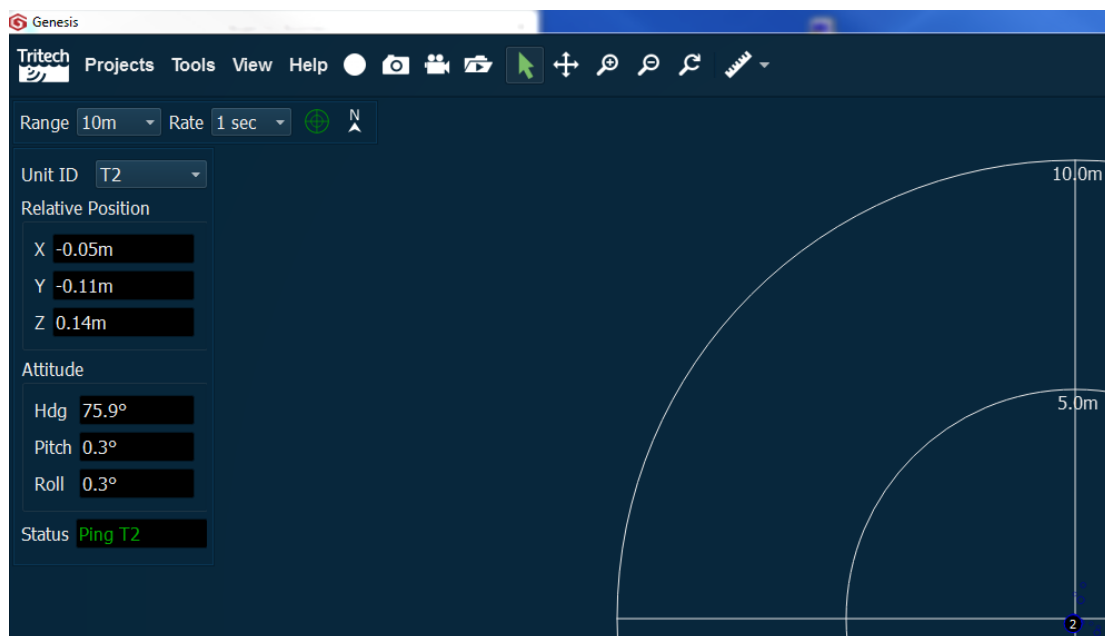 Genesis
Tritech Projects Tools View Help
Range 10m Rate 1 sec N
Unit ID T2
10.0m
Relative Position
X -0.05m
Y -0.11m
Z 0.14m
Attitude
5.0m
Hdg 75.9°
Pitch 0.3°
Roll 0.3°
Status Ping T2
2